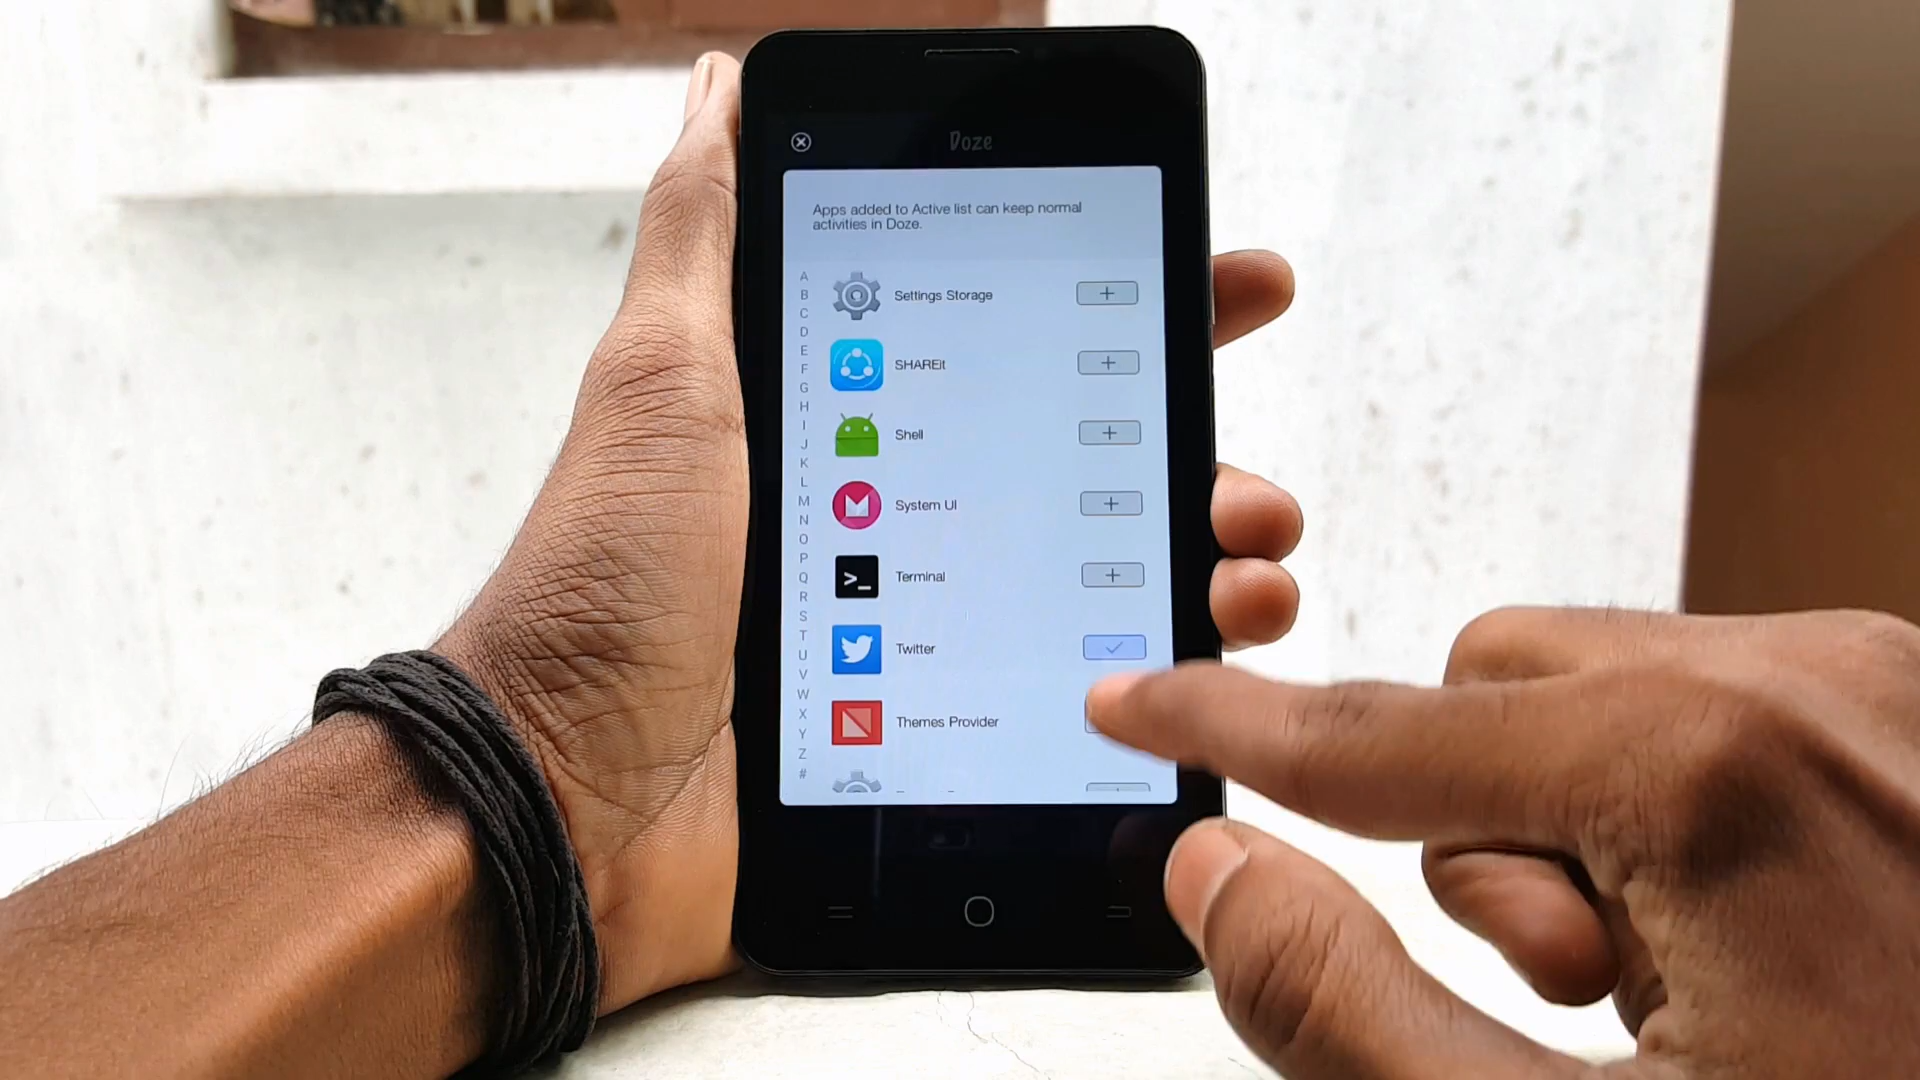 Doze
Apps added to Active list can keep normal
activities in Doze.
A
B
C
D
E
F
G
H
I
J
K
L
M
N
O
P
Q
R
S
T
U
V
W
X
Y
Z
#
Settings Storage
SHAREit
Shell
System UI
>_ Terminal
Twitter
Themes Provider